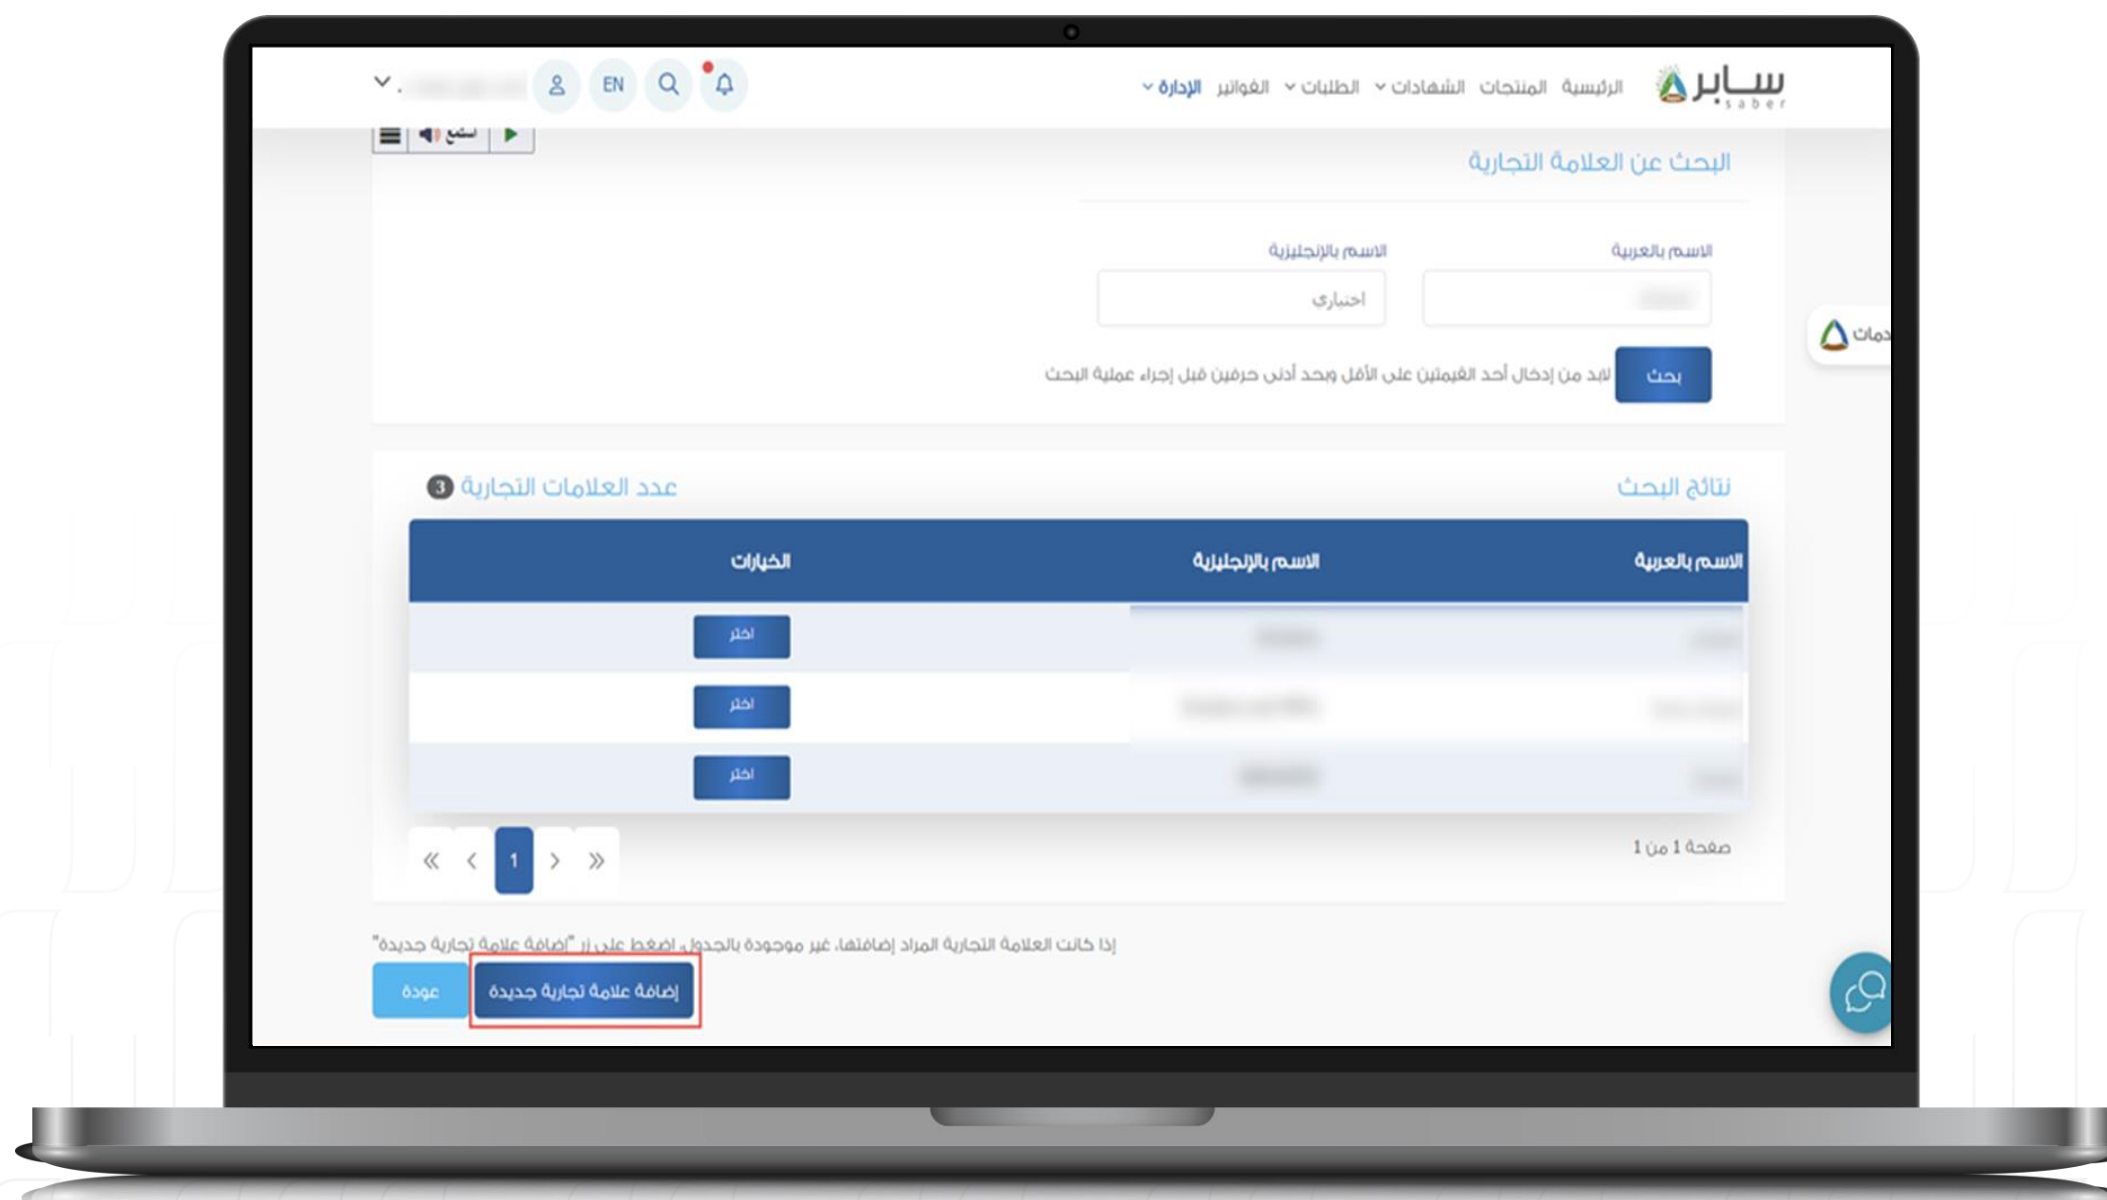 سابر
saber
الرئيسية المنتجات الشهادات الطلبات الفواتير الإدارة
EN
استمع
البحث عن العلامة التجارية
الاسم بالعربية الاسم بالإنجليزية
اختياري
بحث لابد من إدخال أحد القيمتين على الأقل وبحد أدنى حرفين قبل إجراء عملية البحث
دمات
نتائج البحث عدد العلامات التجارية 3
الاسم بالعربية الاسم بالإنجليزية الخيارات
اختر
اختر
اختر
صفحة 1 من 1
« ‹ 1 › »
إذا كانت العلامة التجارية المراد إضافتها، غير موجودة بالجدول، اضغط على زر "إضافة علامة تجارية جديدة"
إضافة علامة تجارية جديدة عودة